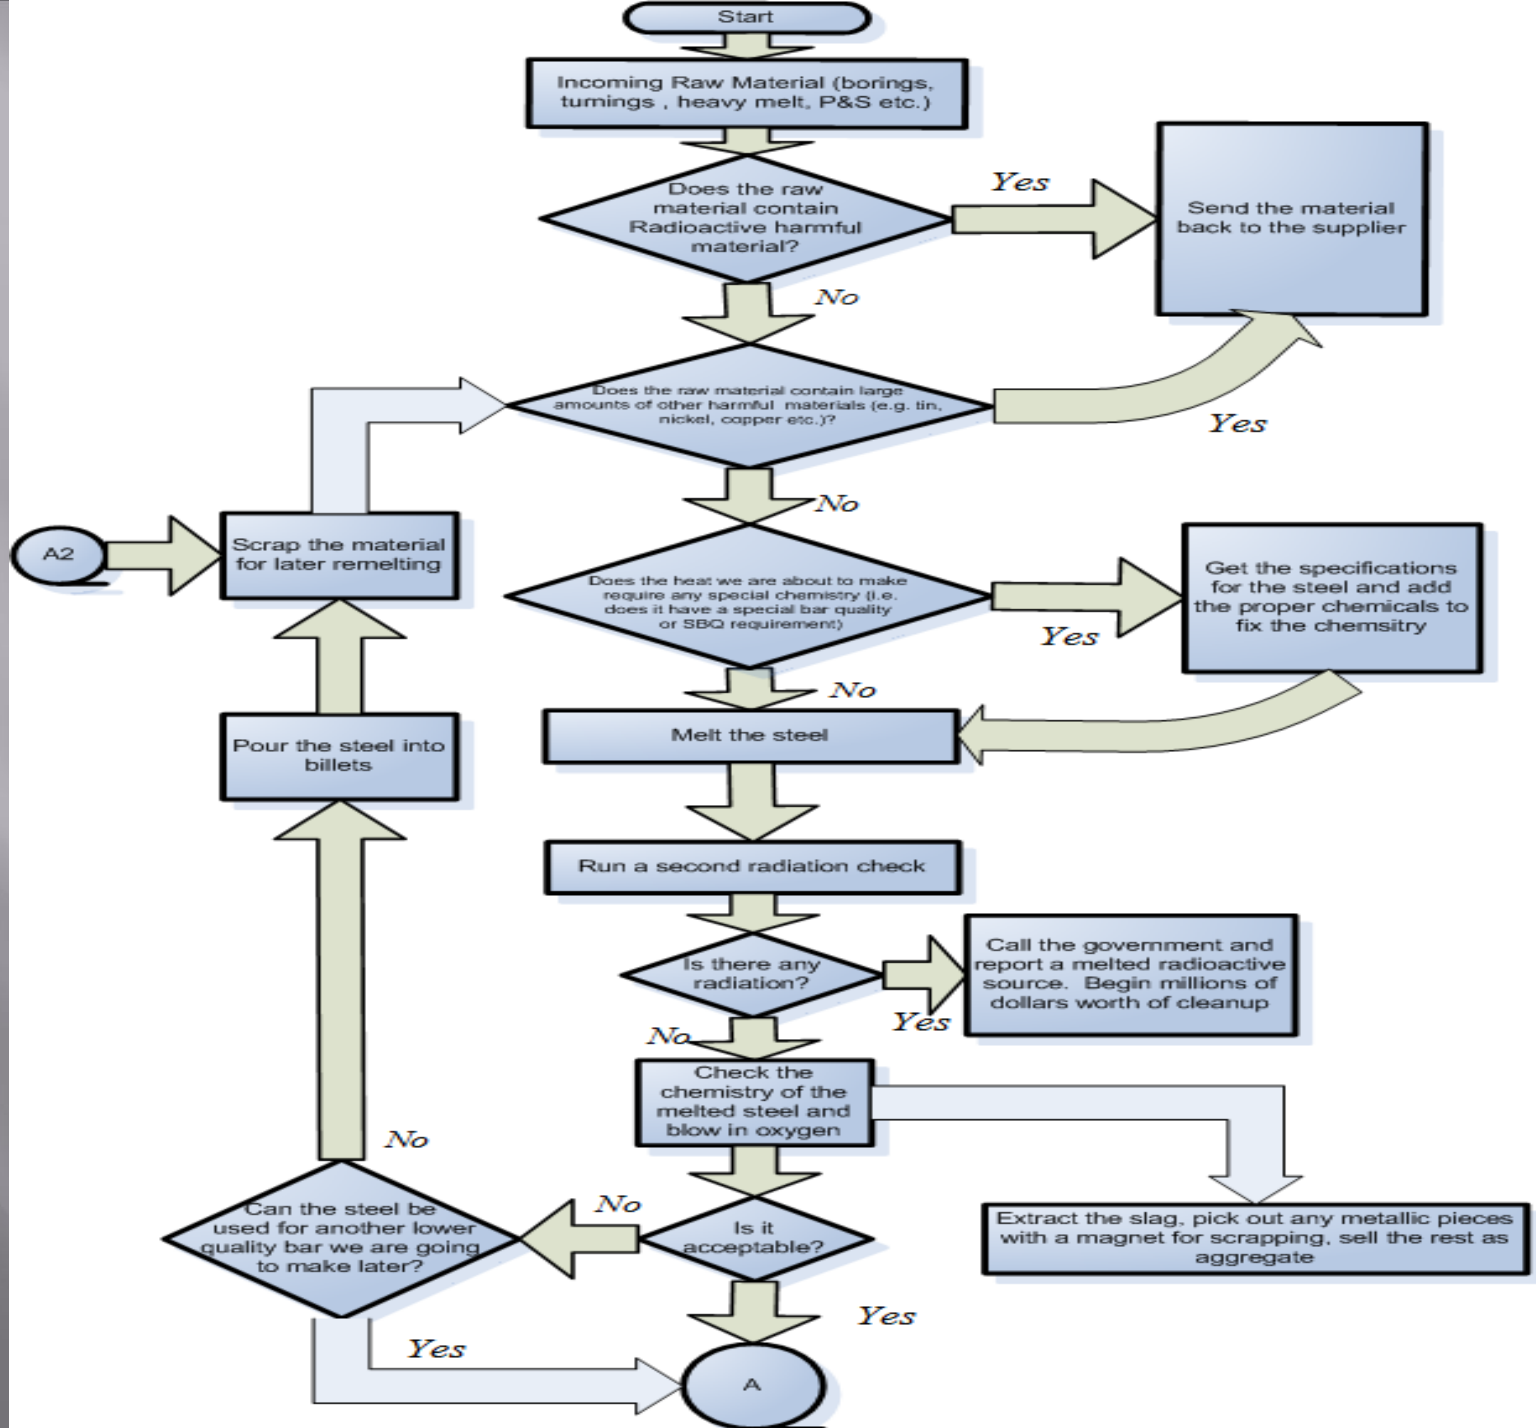 Start
Incoming Raw Material (borings,
turnings , heavy melt, P&S etc.)
Does the raw
material contain
Radioactive harmful
material?
Yes
Send the material
back to the supplier
No
Does the raw material contain large
amounts of other harmful materials (e.g. tin,
nickel, copper etc.)?
Yes
No
A2
Scrap the material
for later remelting
Does the heat we are about to make
require any special chemistry (i.e.
does it have a special bar quality
or SBQ requirement)
Yes
Get the specifications
for the steel and add
the proper chemicals to
fix the chemsitry
No
Pour the steel into
billets
Melt the steel
Run a second radiation check
Is there any
radiation?
Yes
Call the government and
report a melted radioactive
source. Begin millions of
dollars worth of cleanup
No
Check the
chemistry of the
melted steel and
blow in oxygen
No
Can the steel be
used for another lower
quality bar we are going
to make later?
No
Is it
acceptable?
Extract the slag, pick out any metallic pieces
with a magnet for scrapping, sell the rest as
aggregate
Yes
Yes
A